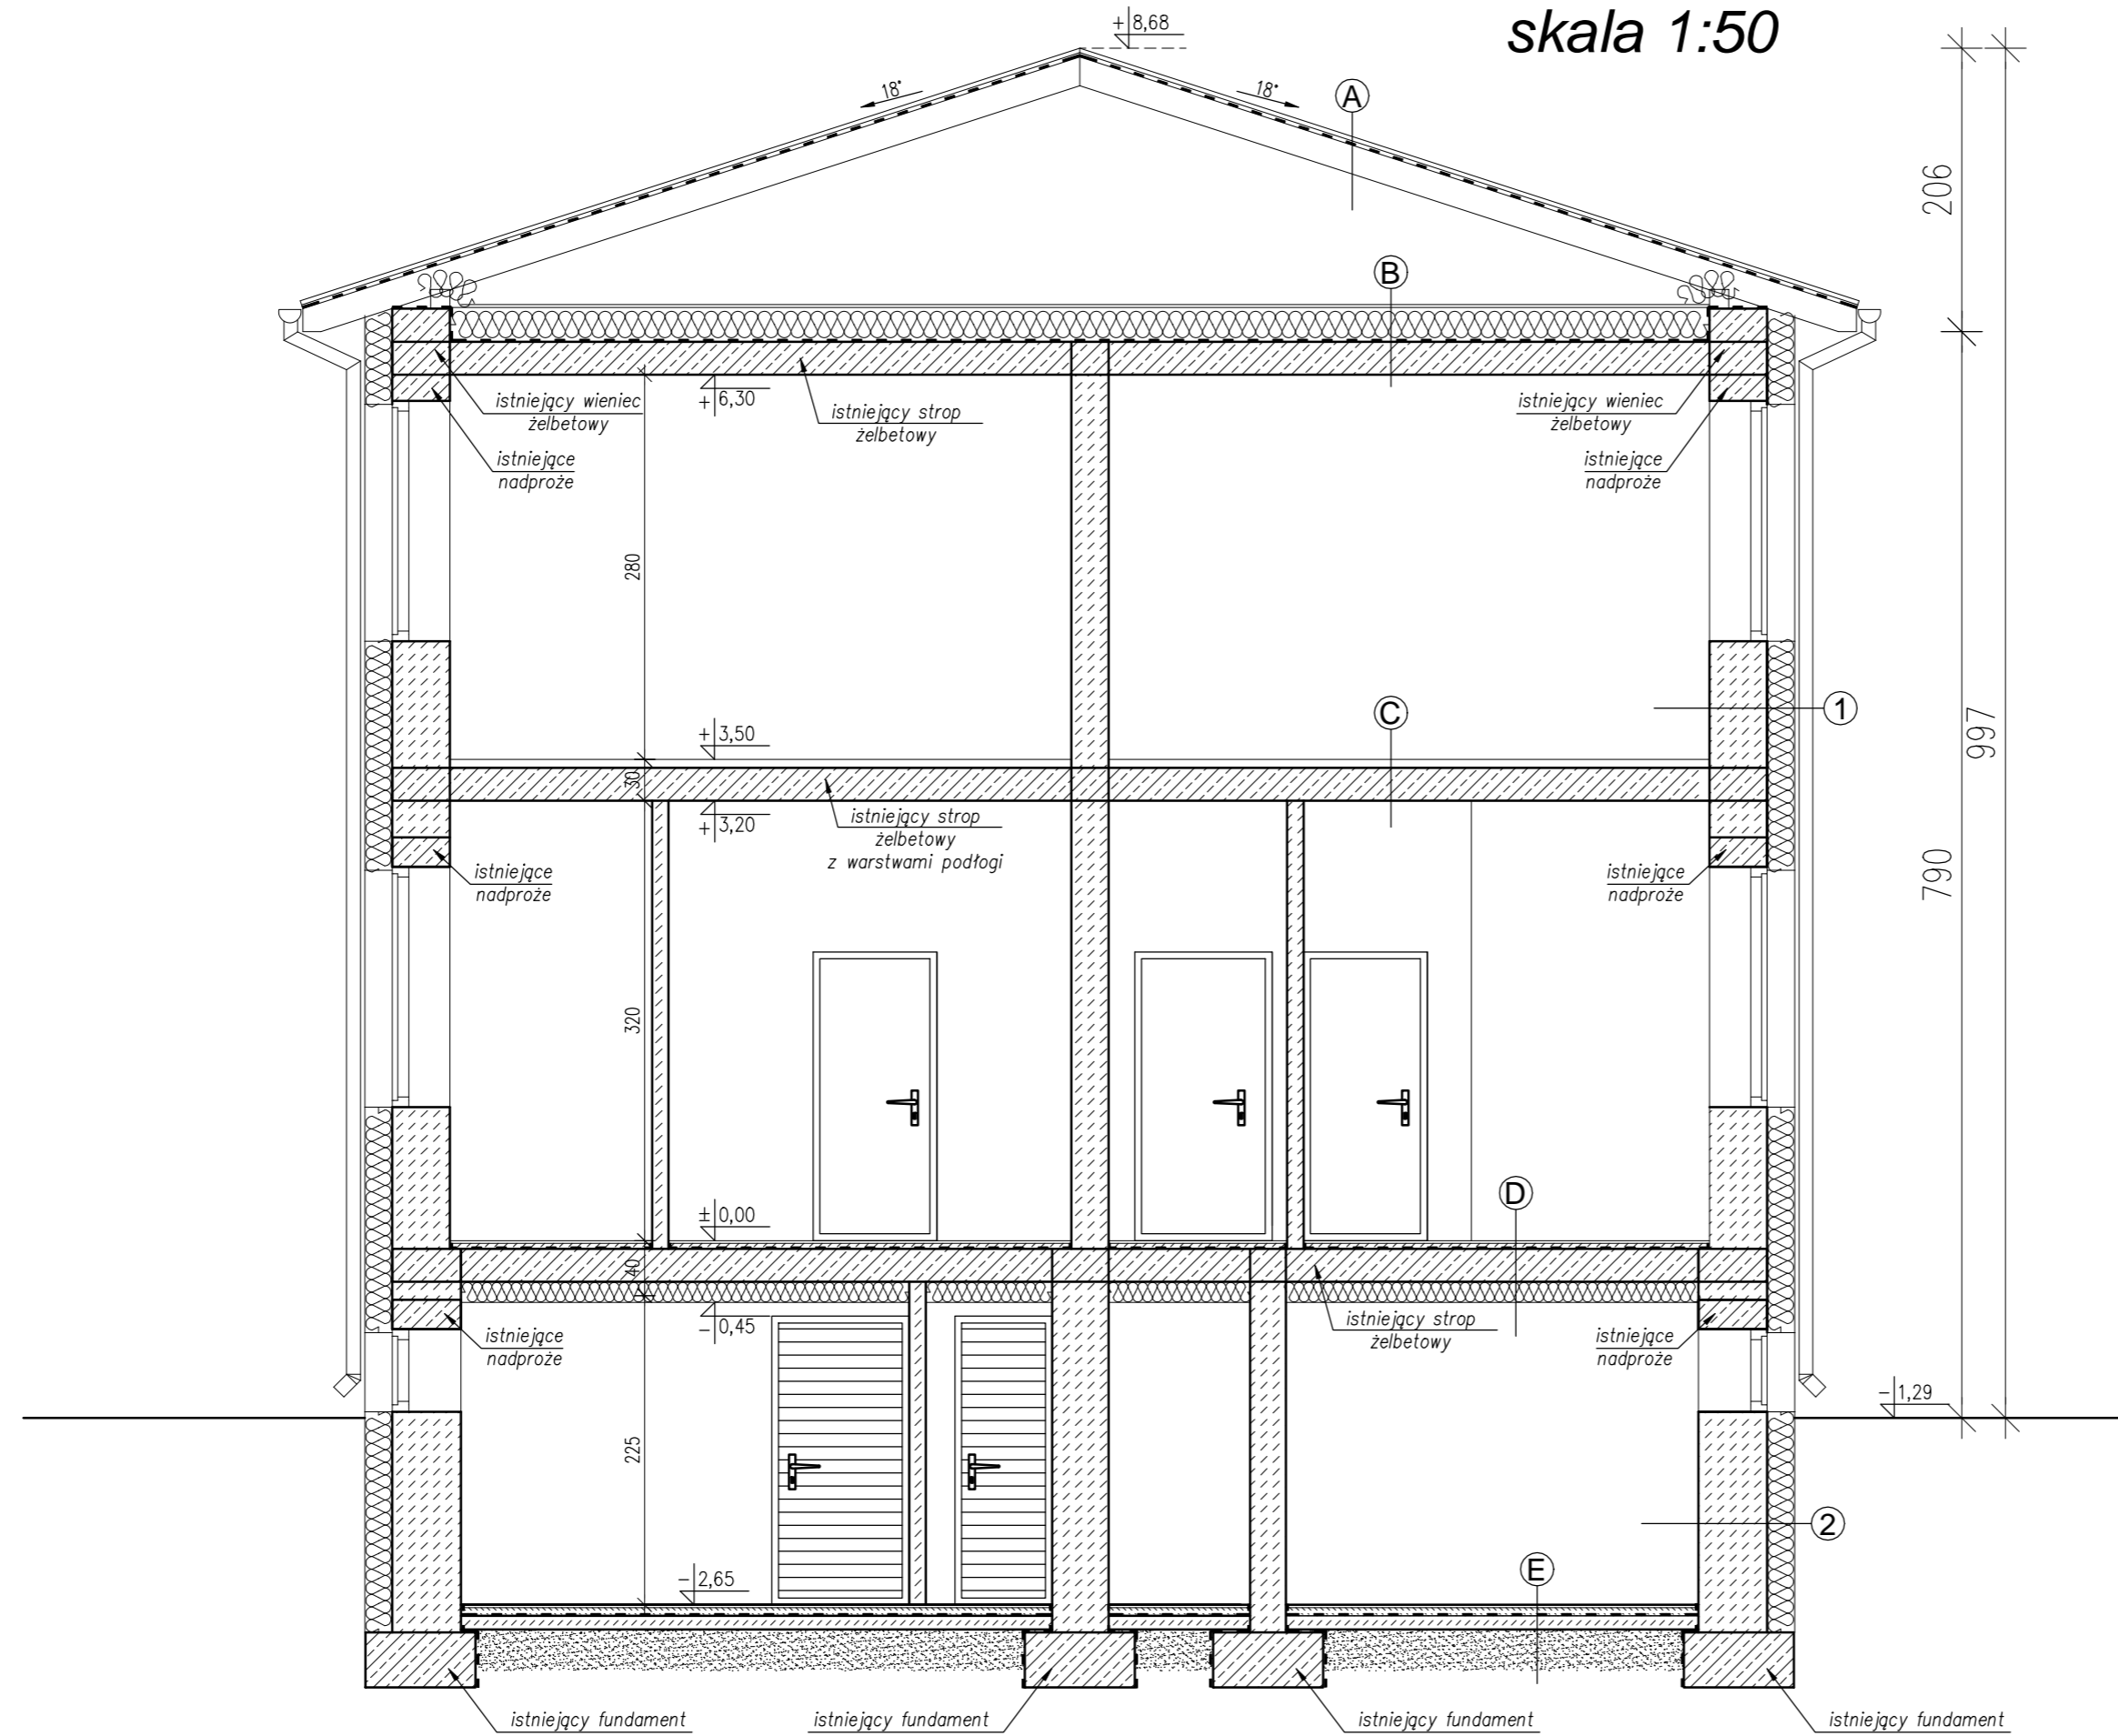 skala 1:50
+8,68
18°
18°
A
206
B
+6,30
istniejący wieniec
żelbetowy
istniejący strop
żelbetowy
istniejący wieniec
żelbetowy
istniejące
nadproże
istniejące
nadproże
280
C
1
+3,50
997
30
+3,20
istniejący strop
żelbetowy
z warstwami podłogi
istniejące
nadproże
istniejące
nadproże
790
320
D
±0,00
40
-0,45
istniejące
nadproże
istniejący strop
żelbetowy
istniejące
nadproże
-1,29
225
2
E
-2,65
istniejący fundament
istniejący fundament
istniejący fundament
istniejący fundament